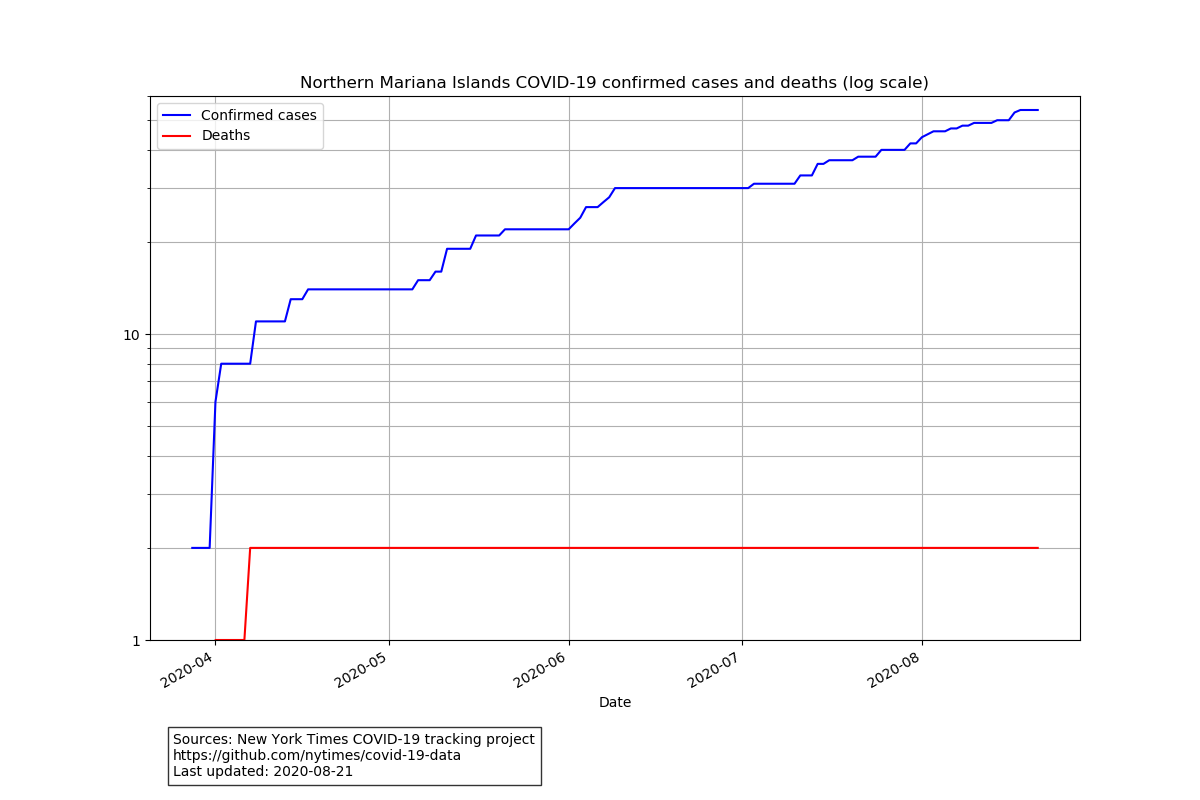 Northern Mariana Islands COVID-19 confirmed cases and deaths (log scale)
Confirmed cases
Deaths
10
1
2020-04
2020-05
2020-06
2020-07
2020-08
Date
Sources: New York Times COVID-19 tracking project
https://github.com/nytimes/covid-19-data
Last updated: 2020-08-21